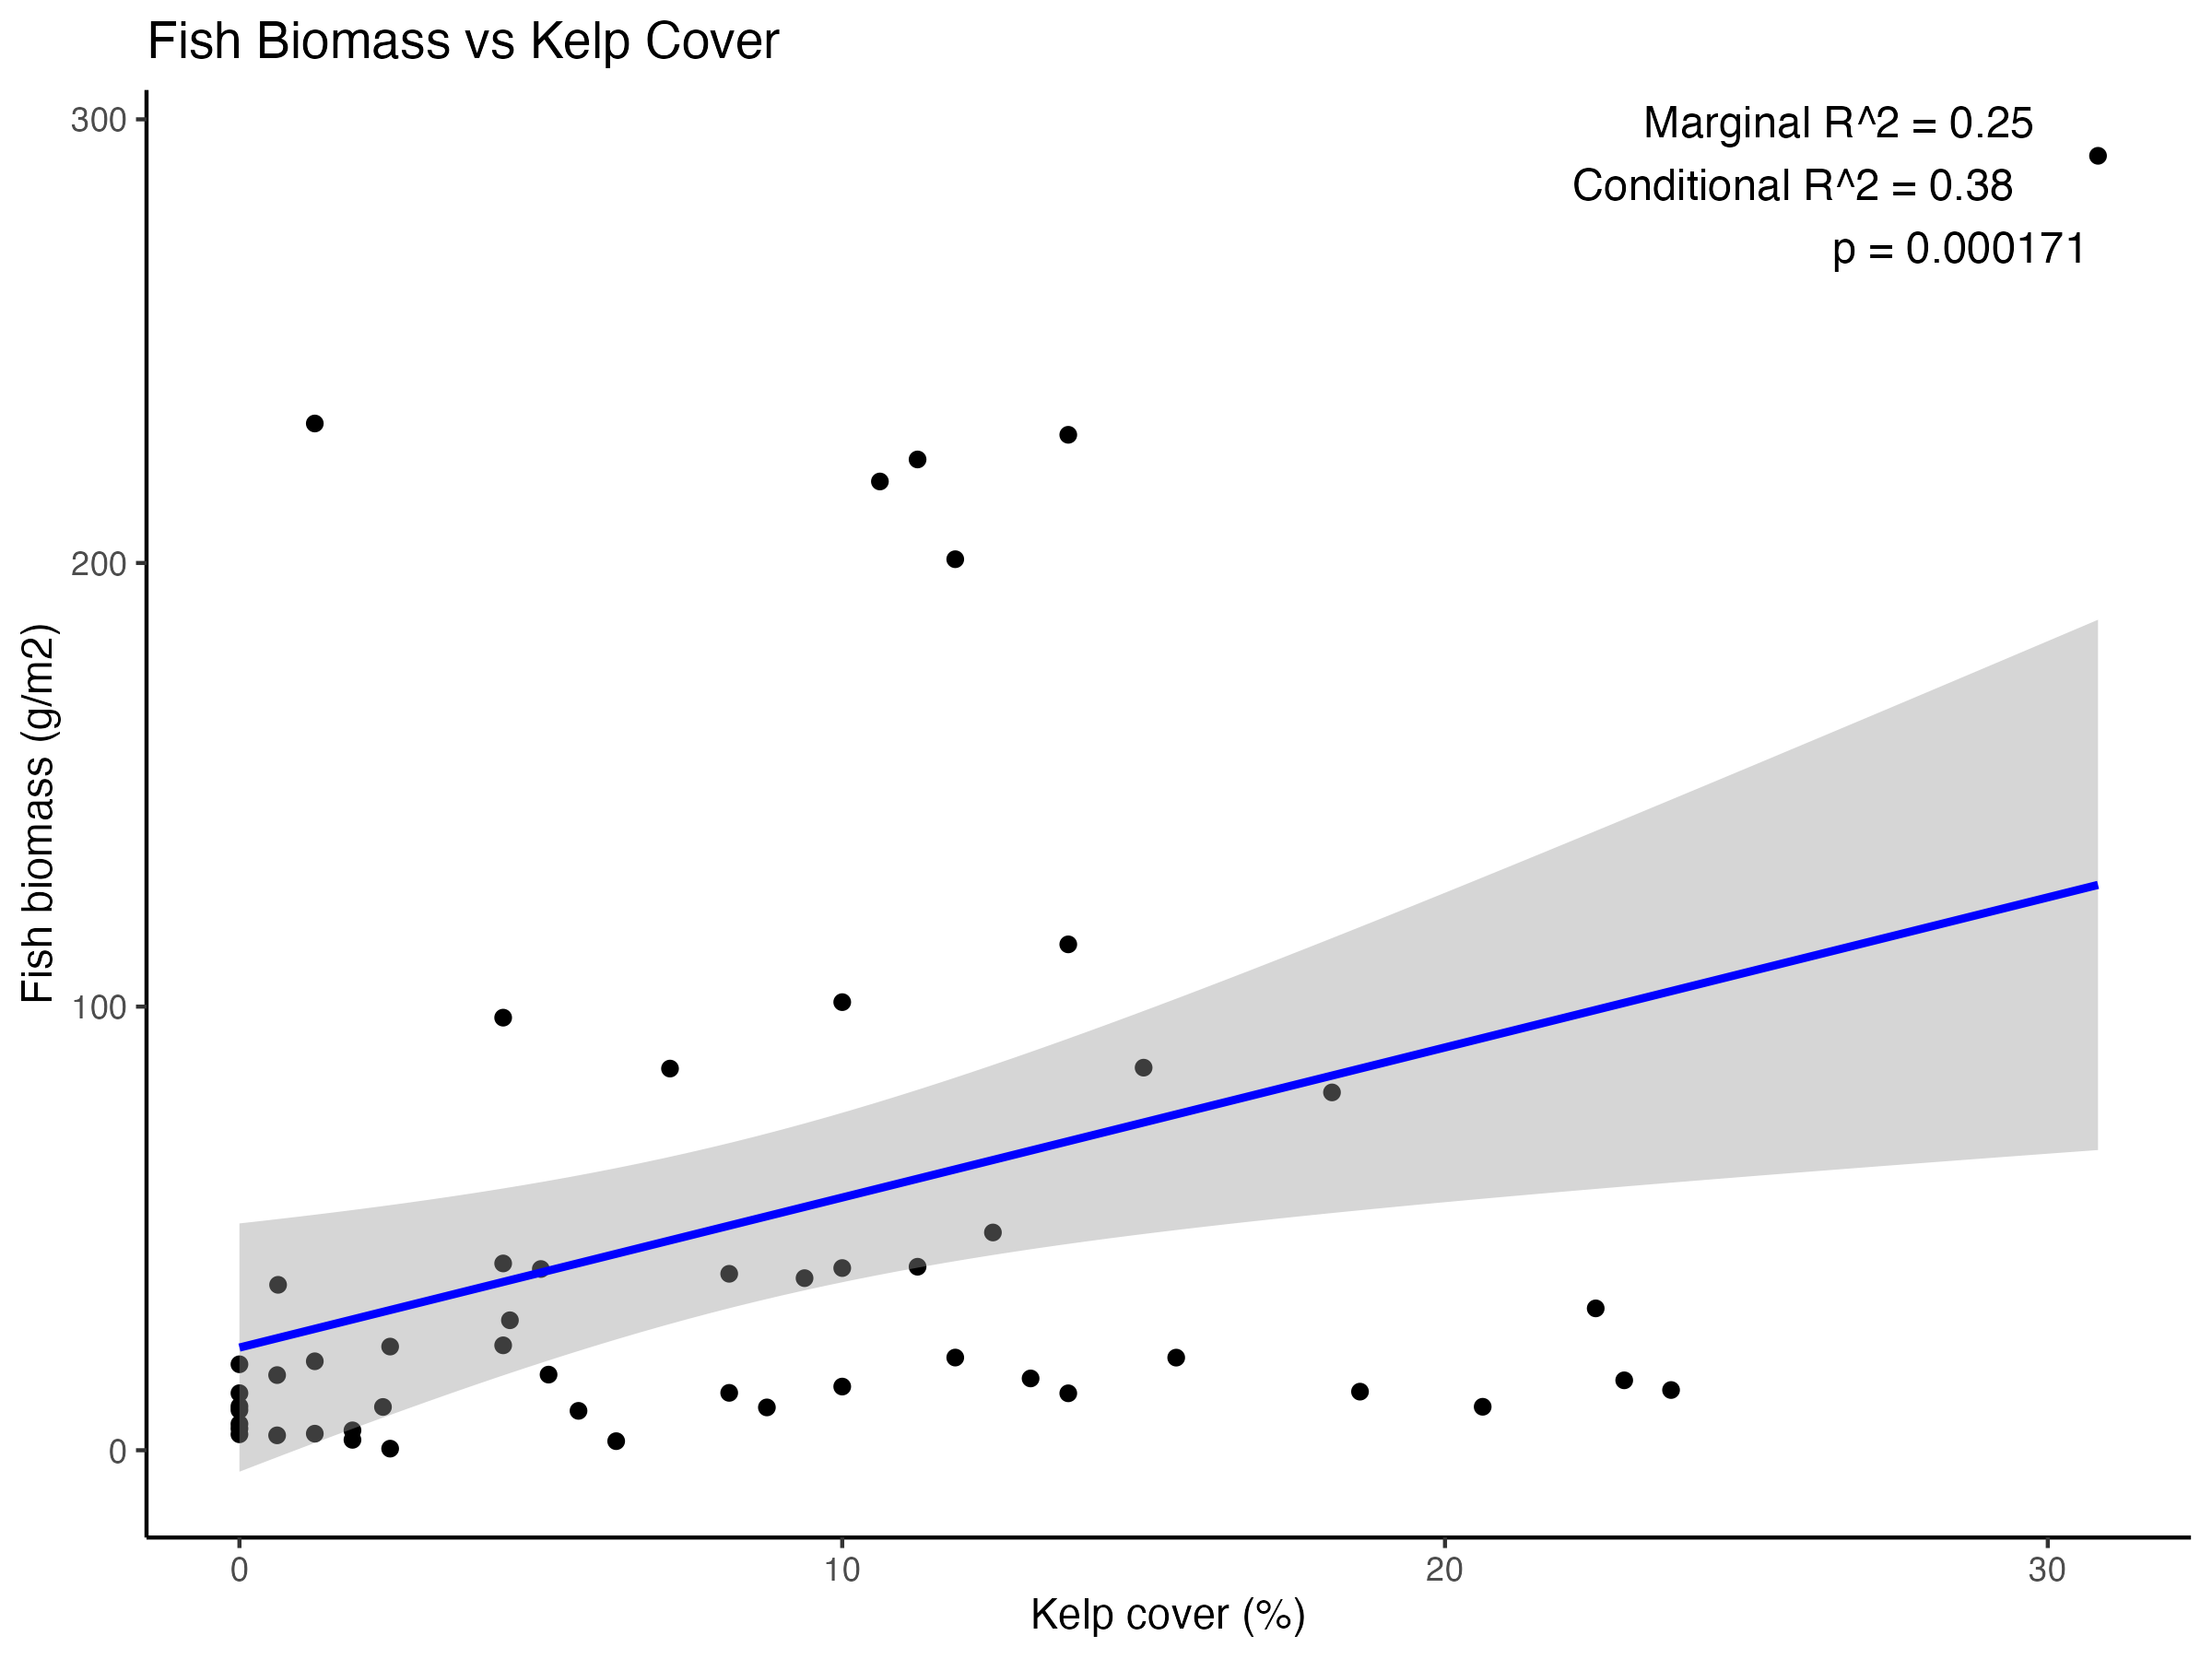 Fish Biomass vs Kelp Cover
Marginal R^2 = 0.25
Conditional R^2 = 0.38
p = 0.000171
Fish biomass (g/m2)
300
200
100
0
0
10
20
30
Kelp cover (%)